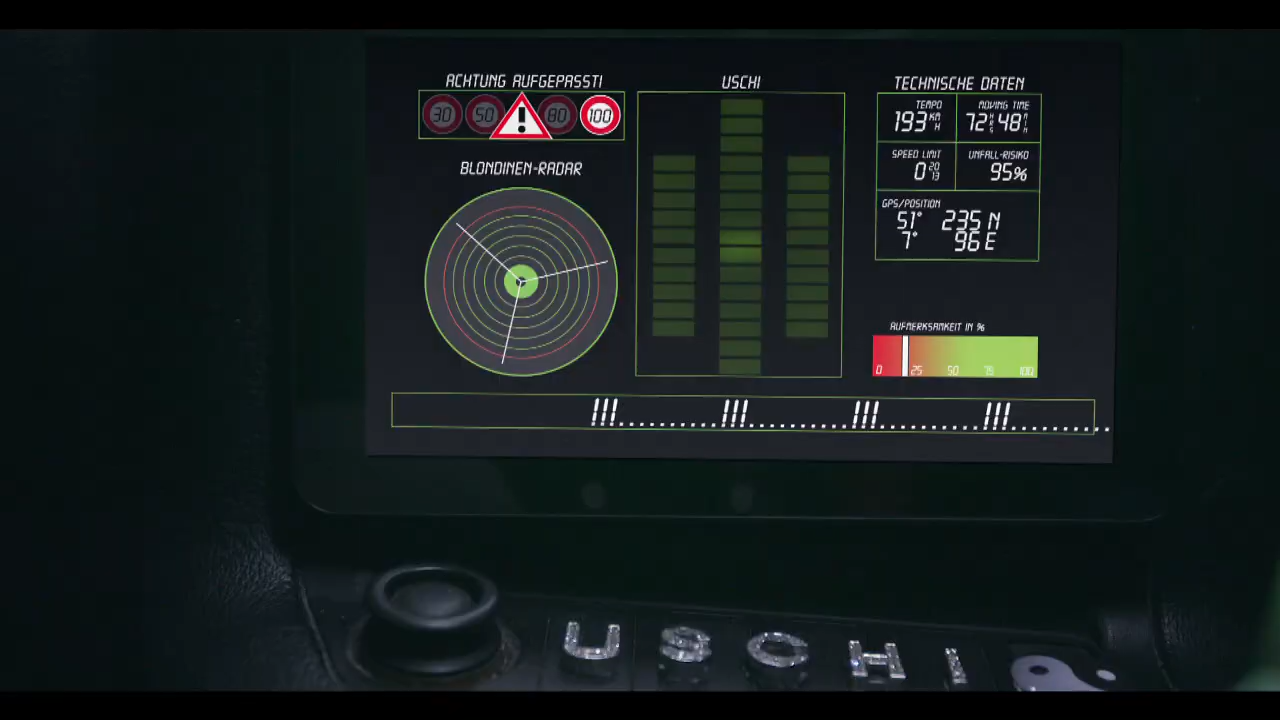 ACHTUNG AUFGEPASST!
30 50 80 100
BLONDINEN-RADAR
USCHI
TECHNISCHE DATEN
TEMPO
193 KM H
MOVING TIME
72 48
SPEED LIMIT
0 20 13
UNFALL-RISIKO
95%
GPS/POSITION
51° 235 N
7° 96 E
AUFMERKSAMKEIT IN %
0 25 50 75 100
USCHI